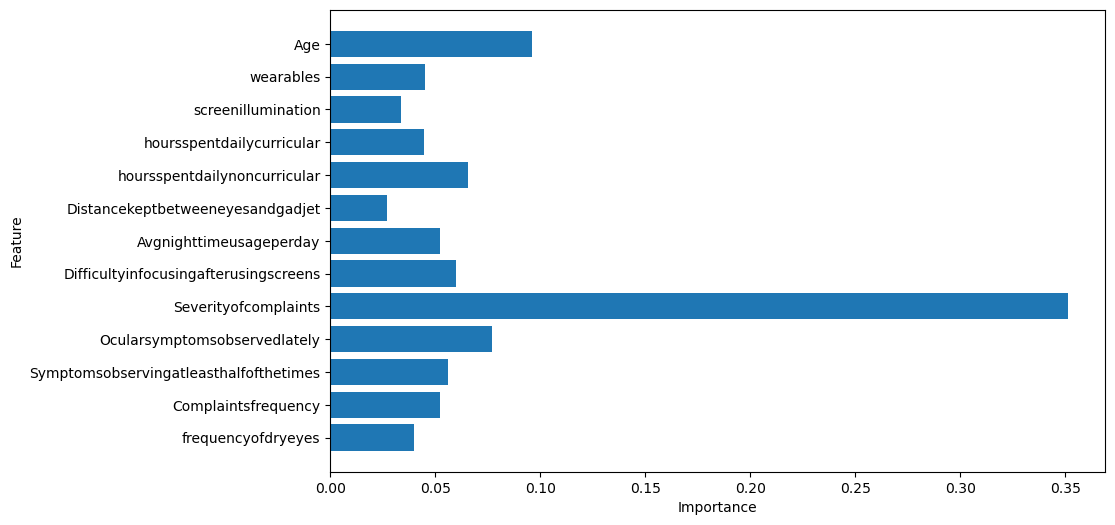 Age
wearables
screenillumination
hoursspentdailycurricular
hoursspentdailynoncurricular
Distancekeptbetweeneyesandgadjet
Avgnighttimeusageperday
Difficultyinfocusingafterusingscreens
Severityofcomplaints
Ocularsymptomsobservedlately
Symptomsobservingatleasthalfofthetimes
Complaintsfrequency
frequencyofdryeyes
Feature
0.00 0.05 0.10 0.15 0.20 0.25 0.30 0.35
Importance